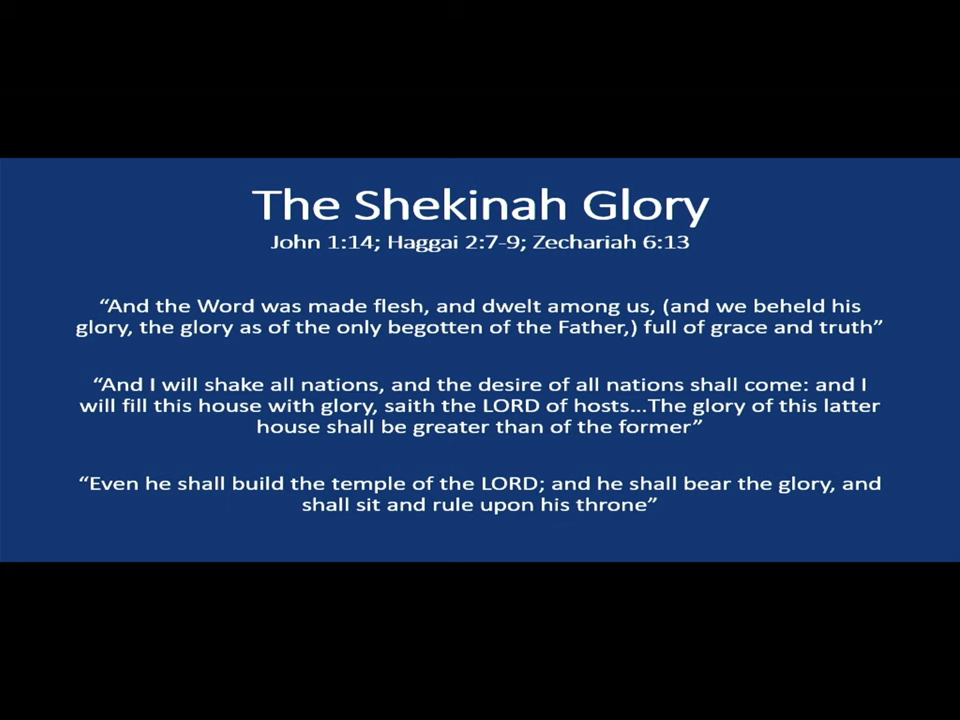 The Shekinah Glory
John 1:14; Haggai 2:7-9; Zechariah 6:13
“And the Word was made flesh, and dwelt among us, (and we beheld his
glory, the glory as of the only begotten of the Father,) full of grace and truth”
“And I will shake all nations, and the desire of all nations shall come: and I
will fill this house with glory, saith the LORD of hosts...The glory of this latter
house shall be greater than of the former”
“Even he shall build the temple of the LORD; and he shall bear the glory, and
shall sit and rule upon his throne”